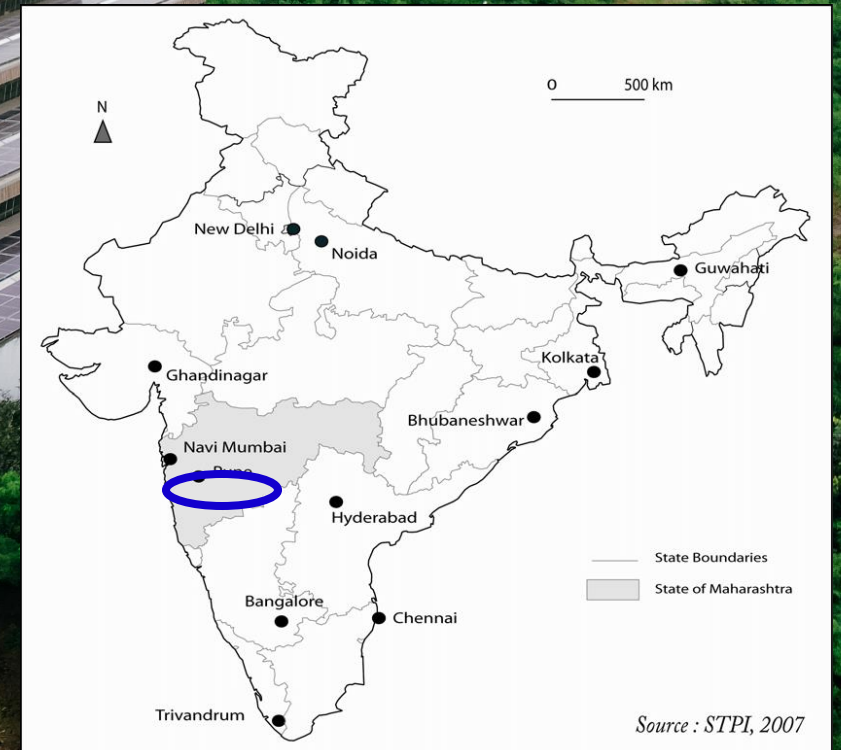 N
0 500 km
New Delhi
Noida
Guwahati
Ghandinagar
Kolkata
Bhubaneshwar
Navi Mumbai
Pune
Hyderabad
State Boundaries
State of Maharashtra
Bangalore
Chennai
Trivandrum
Source : STPI, 2007